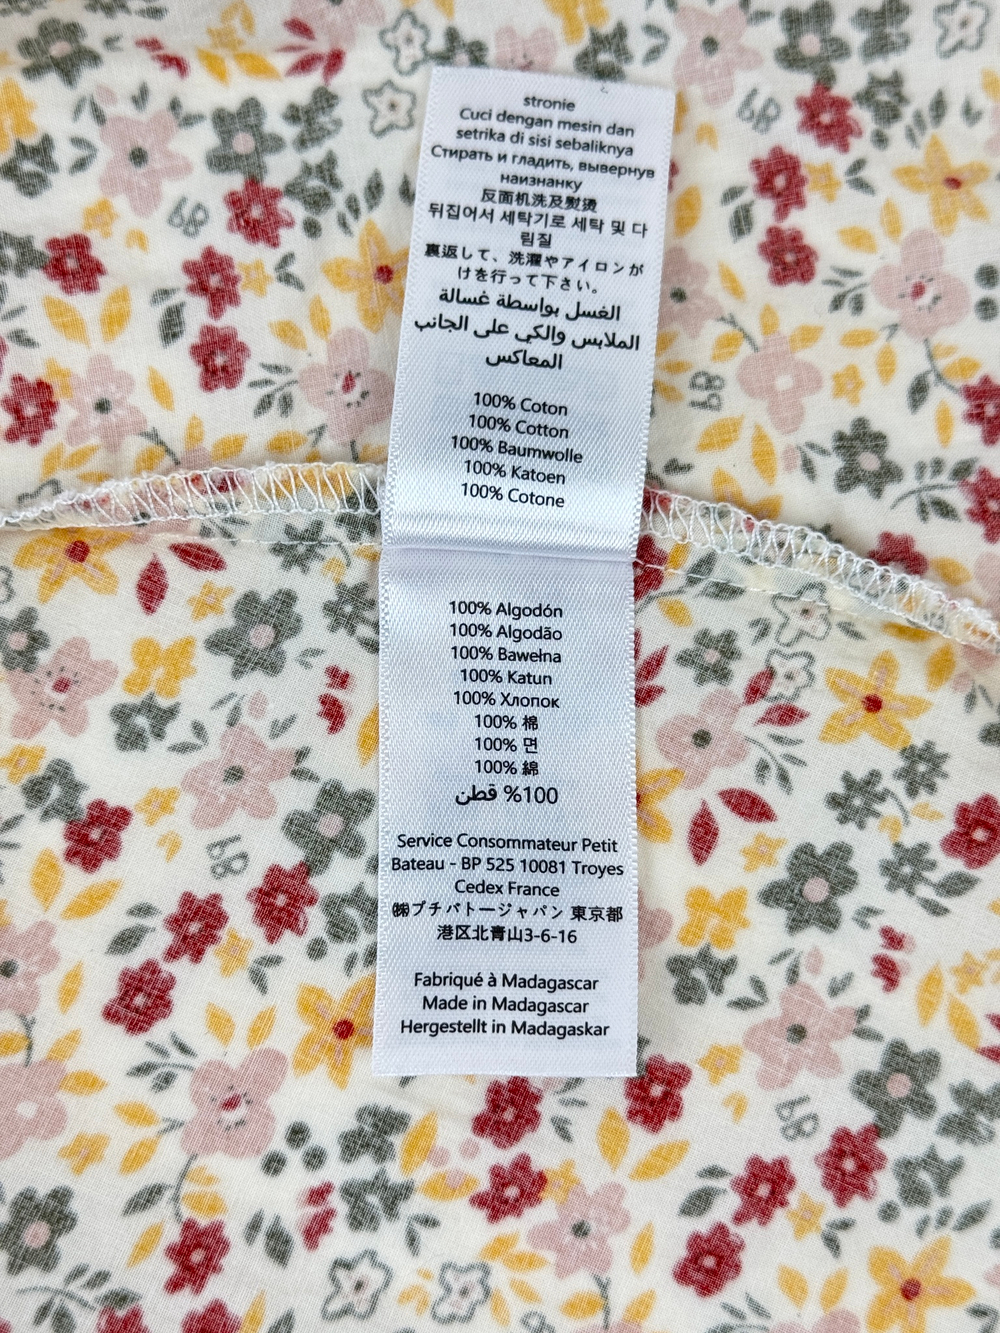 stronie
Cuci dengan mesin dan
setrika di sisi sebaliknya
Стирать и гладить, вывернув
наизнанку
反面机洗及熨烫
뒤집어서 세탁기로 세탁 및 다
림질
裏返して、洗濯やアイロンが
けを行って下さい。
الغسل بواسطة غسالة
الملابس والكي على الجانب
المعاكس
100% Coton
100% Cotton
100% Baumwolle
100% Katoen
100% Cotone
100% Algodón
100% Algodão
100% Bawełna
100% Katun
100% Хлопок
100% 棉
100% 면
100% 綿
%100 قطن
Service Consommateur Petit
Bateau - BP 525 10081 Troyes
Cedex France
㈱プチバトージャパン 東京都
港区北青山3-6-16
Fabriqué à Madagascar
Made in Madagascar
Hergestellt in Madagaskar